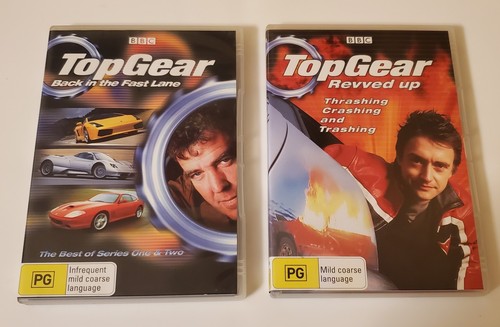 BBC
TopGear
Back in the Fast Lane
The Best of Series One & Two
PG
Infrequent
mild coarse
language
BBC
TopGear
Revved up
Thrashing
Crashing
and
Trashing
PG
Mild coarse
language